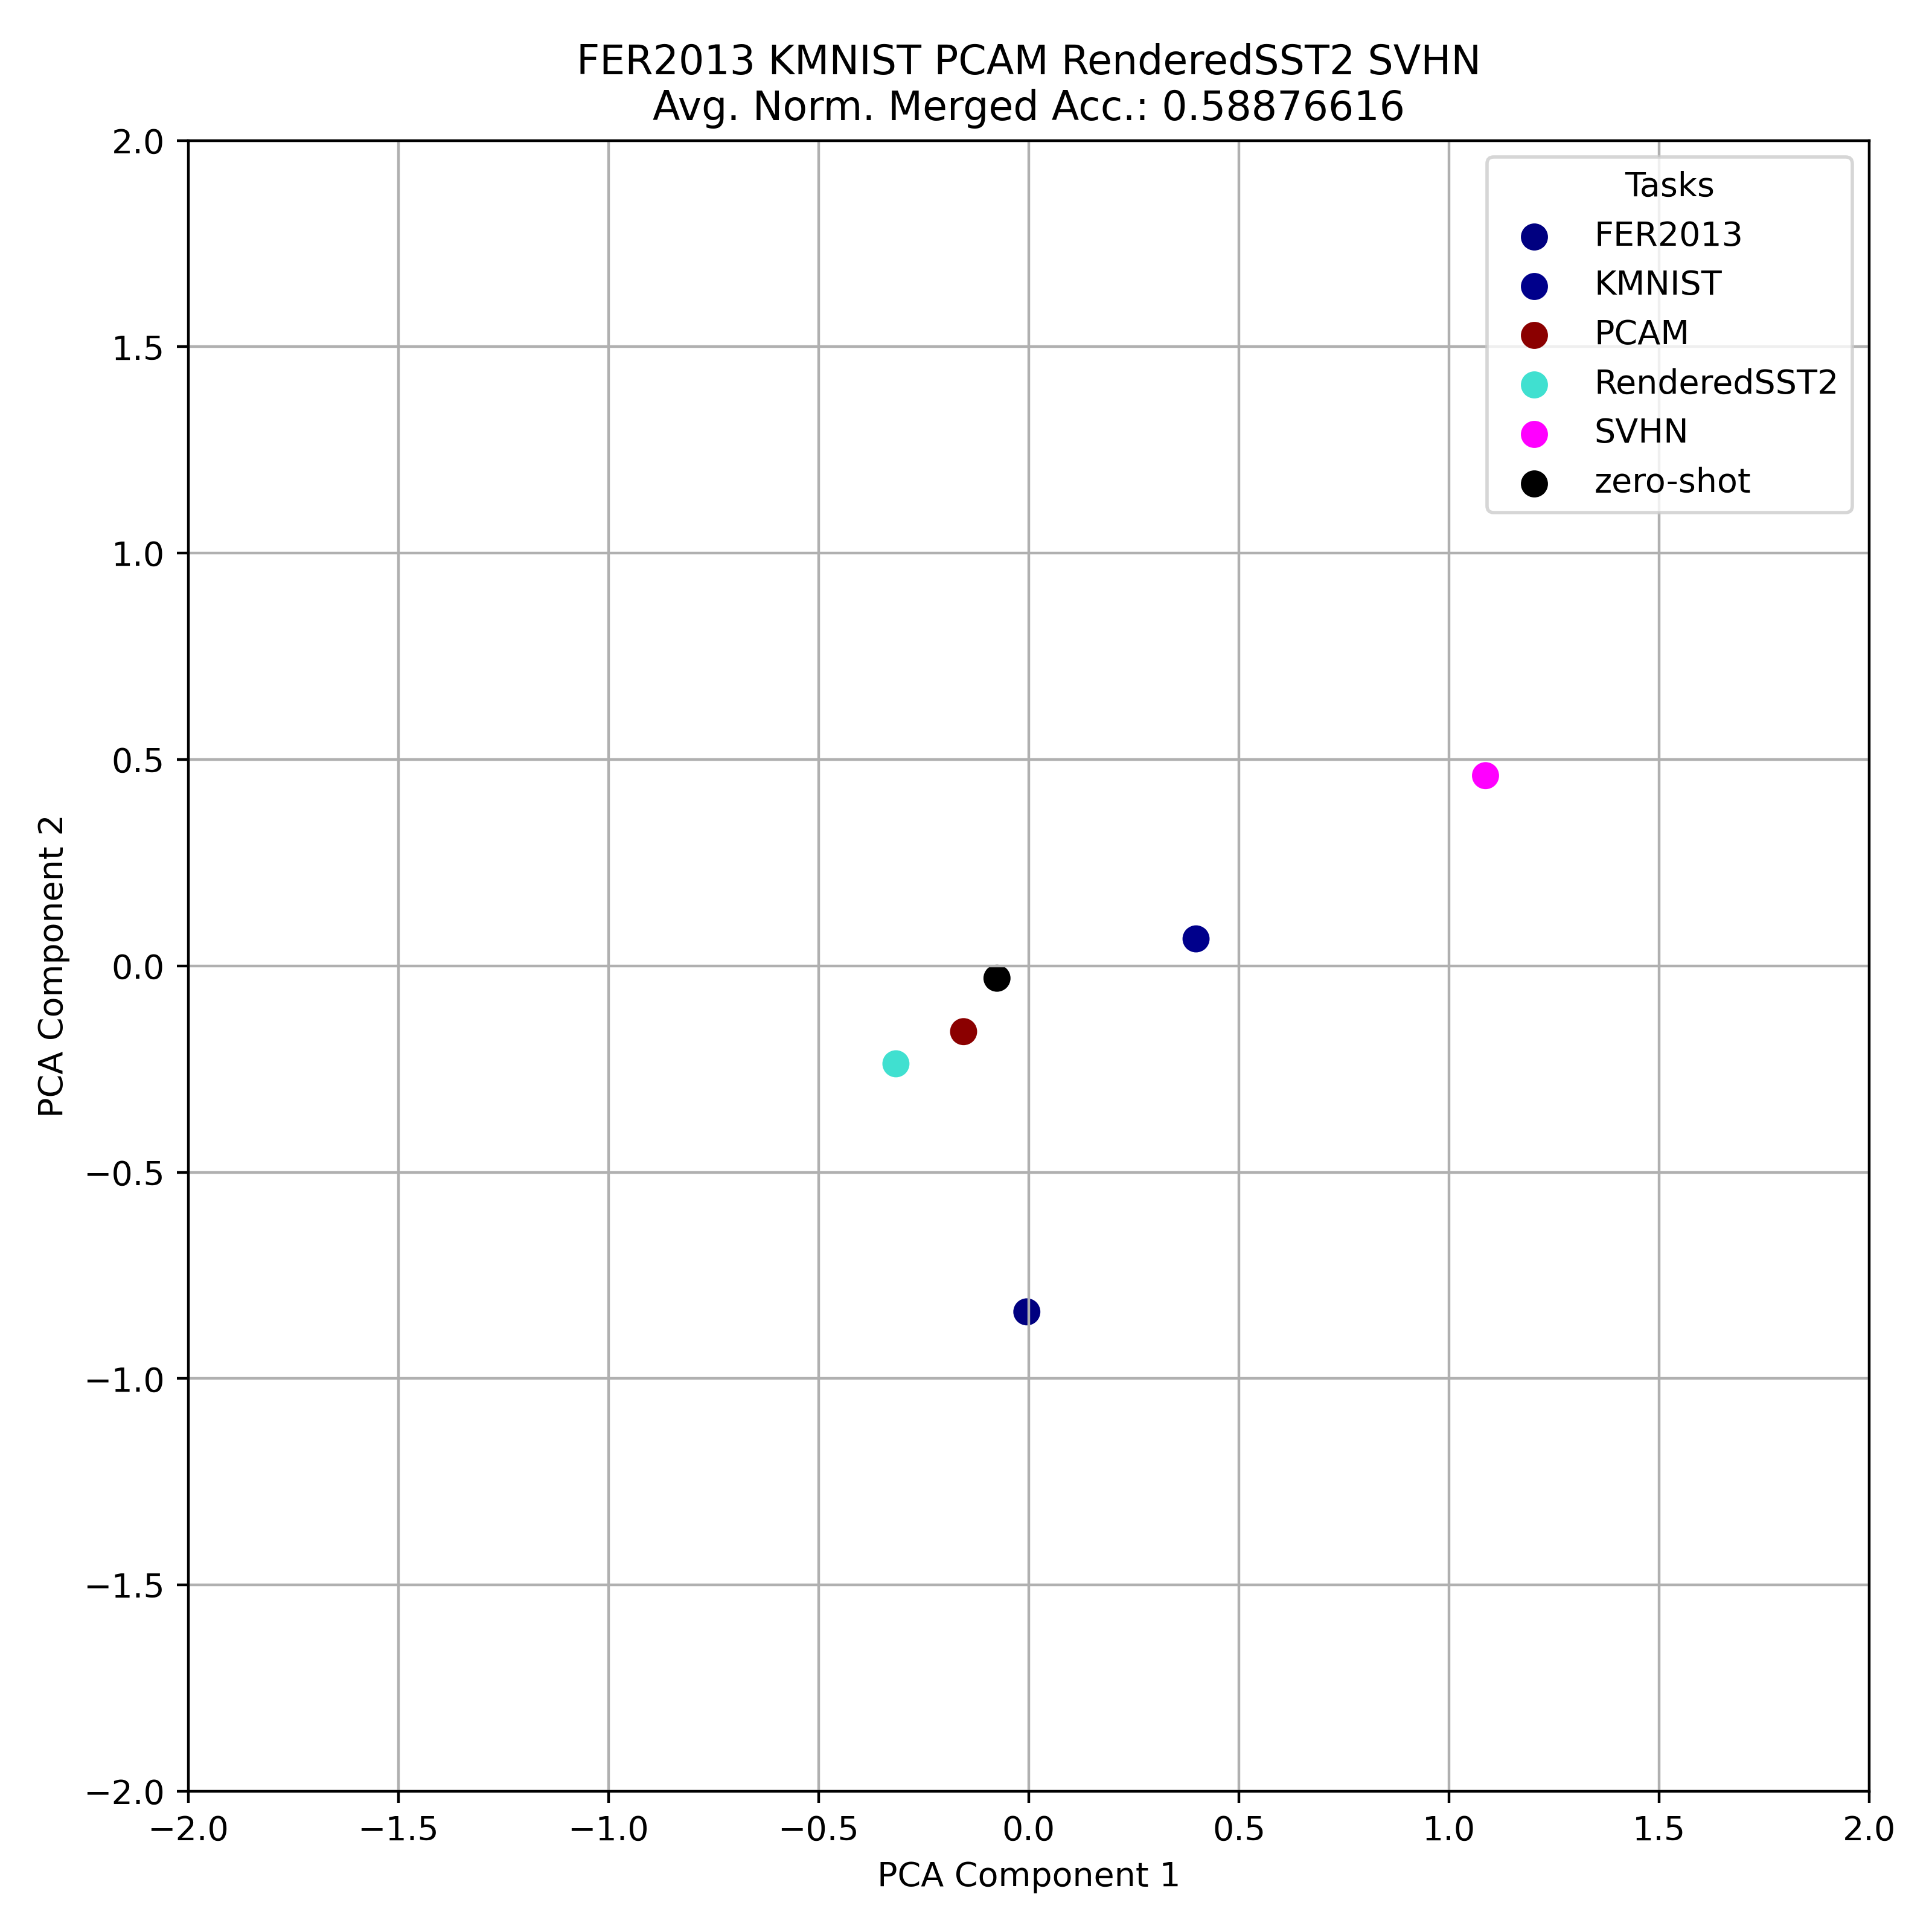 FER2013 KMNIST PCAM RenderedSST2 SVHN
Avg. Norm. Merged Acc.: 0.58876616
Tasks
FER2013
KMNIST
PCAM
RenderedSST2
SVHN
zero-shot
2.0
1.5
1.0
0.5
0.0
−0.5
−1.0
−1.5
−2.0
PCA Component 2
−2.0 −1.5 −1.0 −0.5 0.0 0.5 1.0 1.5 2.0
PCA Component 1